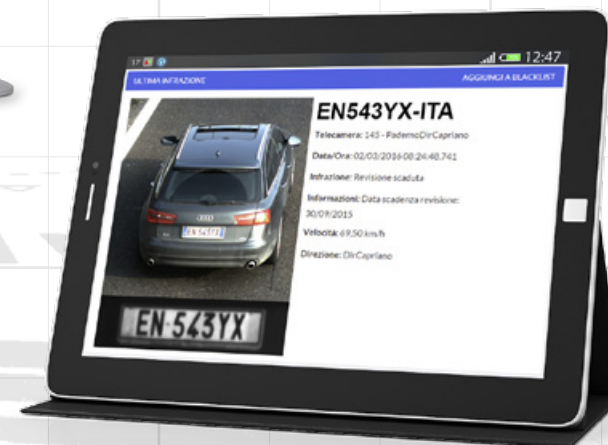 17
12:47
ULTIMA INFRAZIONE
AGGIUNGI A BLACKLIST
EN543YX-ITA
Telecamera: 145 - PadernoDirCapriano
Data/Ora: 02/03/2016 08:24:48.741
Infrazione: Revisione scaduta
Informazioni: Data scadenza revisione:
30/09/2015
Velocità: 69,50 km/h
Direzione: DirCapriano
EN 543YX
EN·543YX